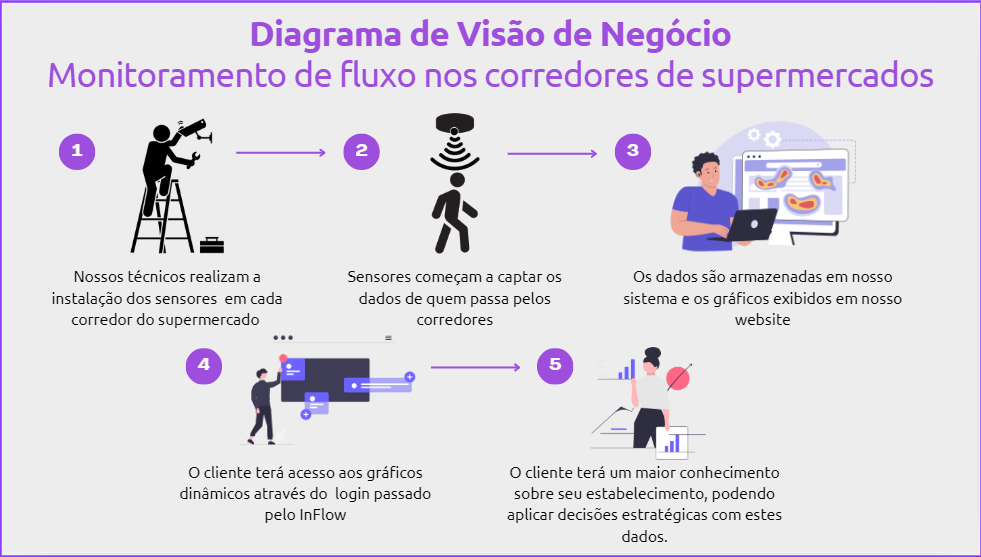 Diagrama de Visão de Negócio
Monitoramento de fluxo nos corredores de supermercados
1
2
3
Nossos técnicos realizam a
instalação dos sensores em cada
corredor do supermercado
Sensores começam a captar os
dados de quem passa pelos
corredores
Os dados são armazenadas em nosso
sistema e os gráficos exibidos em nosso
website
4
5
O cliente terá acesso aos gráficos
dinâmicos através do login passado
pelo InFlow
O cliente terá um maior conhecimento
sobre seu estabelecimento, podendo
aplicar decisões estratégicas com estes
dados.